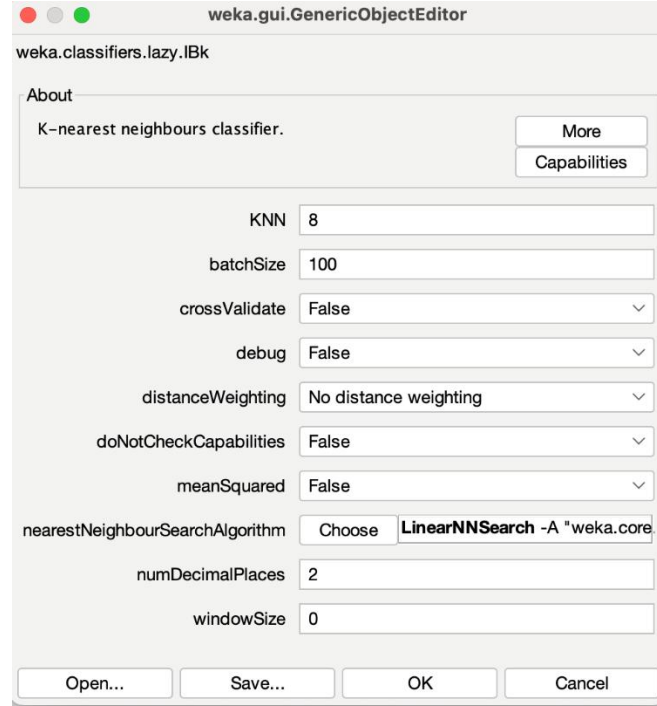 weka.gui.GenericObjectEditor
weka.classifiers.lazy.IBk
About
K-nearest neighbours classifier.
More
Capabilities
KNN 8
batchSize 100
crossValidate False
debug False
distanceWeighting No distance weighting
doNotCheckCapabilities False
meanSquared False
nearestNeighbourSearchAlgorithm Choose LinearNNSearch -A "weka.core.
numDecimalPlaces 2
windowSize 0
Open... Save... OK Cancel